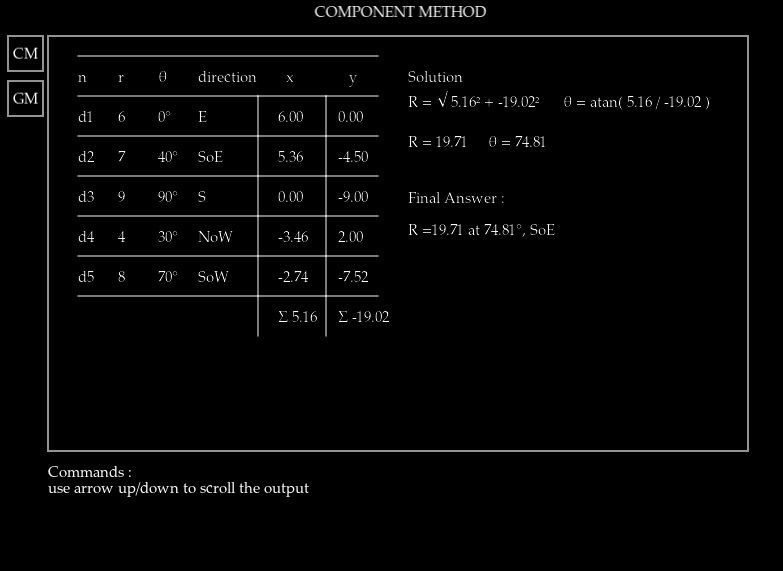 COMPONENT METHOD
CM
GM
n r θ direction x y
d1 6 0° E 6.00 0.00
d2 7 40° SoE 5.36 -4.50
d3 9 90° S 0.00 -9.00
d4 4 30° NoW -3.46 2.00
d5 8 70° SoW -2.74 -7.52
Σ 5.16 Σ -19.02
Solution
R = √ 5.16² + -19.02² θ = atan( 5.16 / -19.02 )
R = 19.71 θ = 74.81
Final Answer :
R =19.71 at 74.81°, SoE
Commands :
use arrow up/down to scroll the output